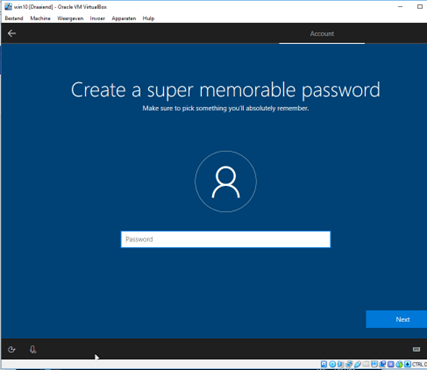 win10 [Draaiend] - Oracle VM VirtualBox
Bestand Machine Weergeven Invoer Apparaten Hulp
Account
Create a super memorable password
Make sure to pick something you'll absolutely remember.
Password
Next
CTRL